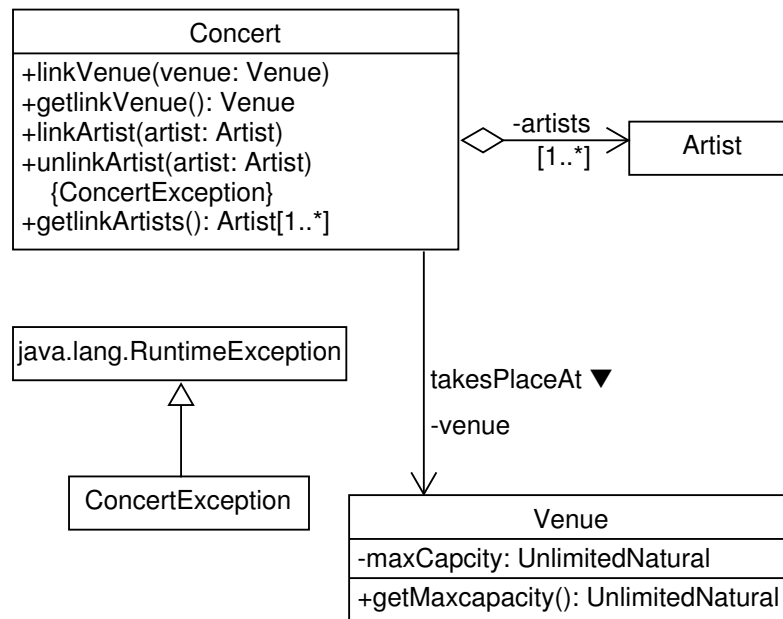 Concert
+linkVenue(venue: Venue)
+getlinkVenue(): Venue
+linkArtist(artist: Artist)
+unlinkArtist(artist: Artist)
{ConcertException}
+getlinkArtists(): Artist[1..*]
-artists
[1..*]
Artist
java.lang.RuntimeException
takesPlaceAt ▼
-venue
ConcertException
Venue
-maxCapcity: UnlimitedNatural
+getMaxcapacity(): UnlimitedNatural